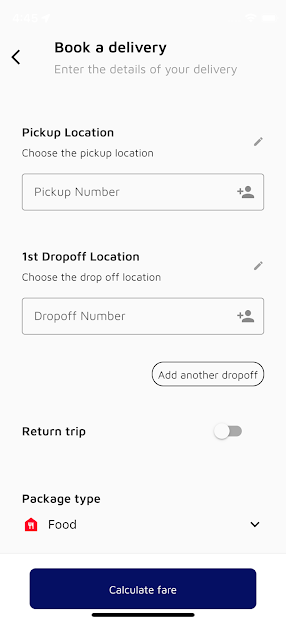 Book a delivery
Enter the details of your delivery
Pickup Location
Choose the pickup location
Pickup Number
1st Dropoff Location
Choose the drop off location
Dropoff Number
Add another dropoff
Return trip
Package type
Food
Calculate fare